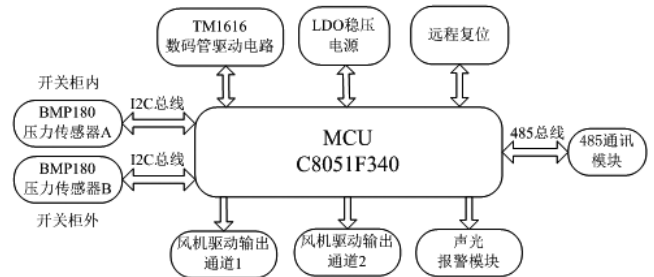 TM1616
数码管驱动电路
LDO稳压
电源
远程复位
开关柜内
BMP180
压力传感器A
I2C总线
MCU
C8051F340
485总线
485通讯
模块
BMP180
压力传感器B
I2C总线
开关柜外
风机驱动输出
通道1
风机驱动输出
通道2
声光
报警模块